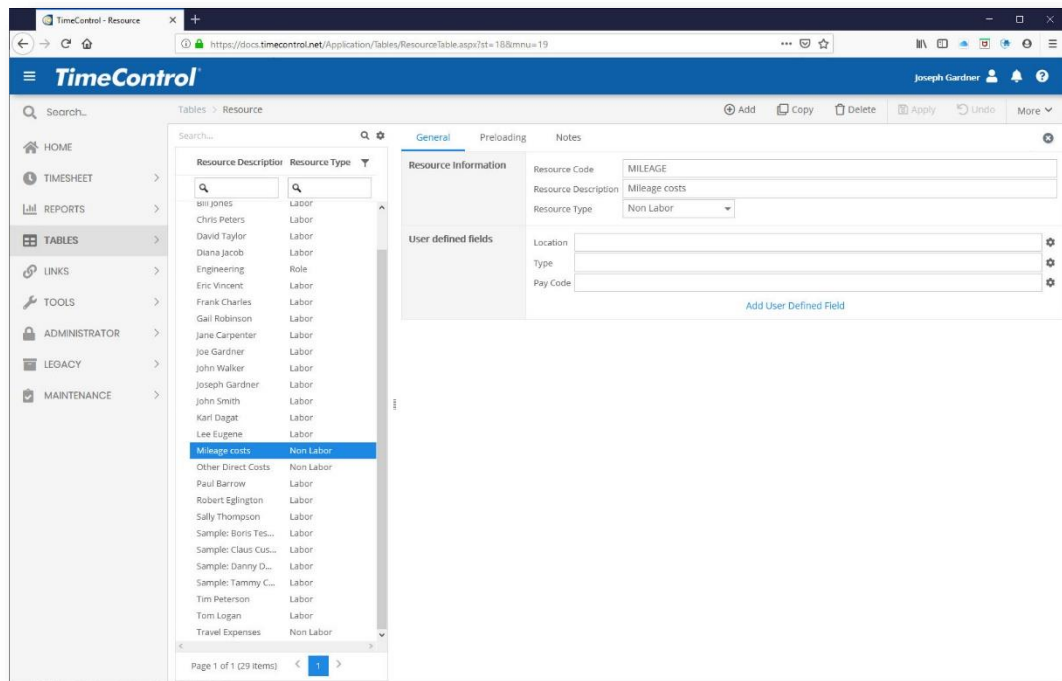 TimeControl - Resource
https://docs.timecontrol.net/Application/Tables/ResourceTable.aspx?st=18&mnu=19
TimeControl
Joseph Gardner
Search...
Tables > Resource
Add
Copy
Delete
Apply
Undo
More
HOME
TIMESHEET
REPORTS
TABLES
LINKS
TOOLS
ADMINISTRATOR
LEGACY
MAINTENANCE
Search...
Resource Description Resource Type
Bill Jones Labor
Chris Peters Labor
David Taylor Labor
Diana Jacob Labor
Engineering Role
Eric Vincent Labor
Frank Charles Labor
Gail Robinson Labor
Jane Carpenter Labor
Joe Gardner Labor
John Walker Labor
Joseph Gardner Labor
John Smith Labor
Karl Dagat Labor
Lee Eugene Labor
Mileage costs Non Labor
Other Direct Costs Non Labor
Paul Barrow Labor
Robert Eglington Labor
Sally Thompson Labor
Sample: Boris Tes... Labor
Sample: Claus Cus... Labor
Sample: Danny D... Labor
Sample: Tammy C... Labor
Tim Peterson Labor
Tom Logan Labor
Travel Expenses Non Labor
Page 1 of 1 (29 items) < 1 >
General Preloading Notes
Resource Information
Resource Code MILEAGE
Resource Description Mileage costs
Resource Type Non Labor
User defined fields
Location
Type
Pay Code
Add User Defined Field